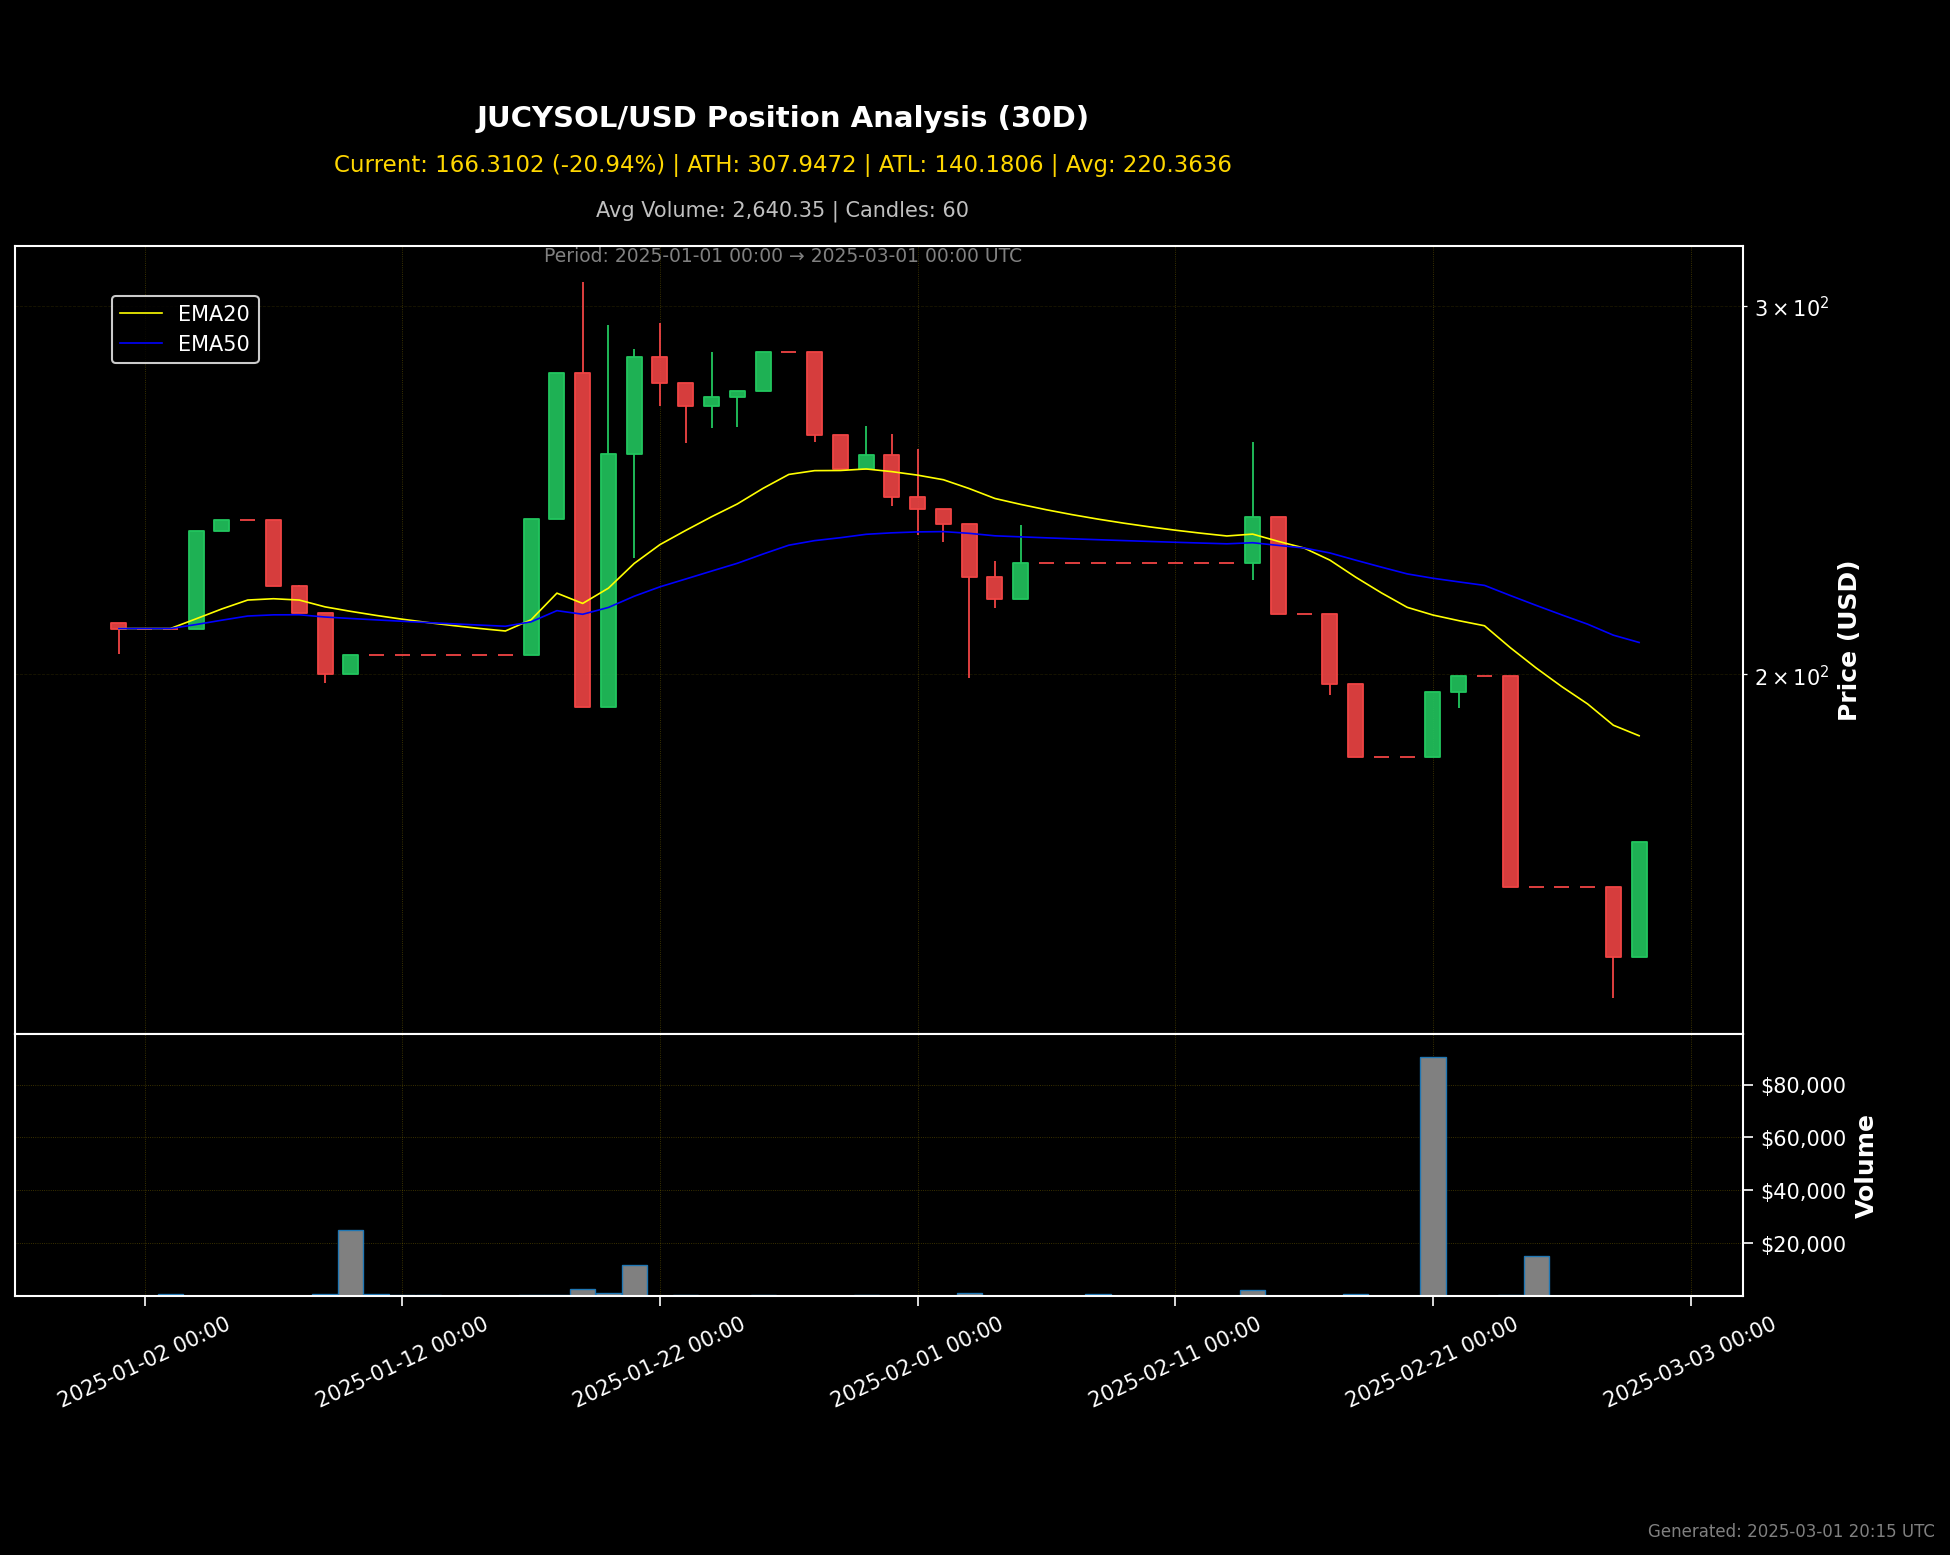 JUCYSOL/USD Position Analysis (30D)
Current: 166.3102 (-20.94%) | ATH: 307.9472 | ATL: 140.1806 | Avg: 220.3636
Avg Volume: 2,640.35 | Candles: 60
Period: 2025-01-01 00:00 → 2025-03-01 00:00 UTC
EMA20
EMA50
3 × 10²
2 × 10²
Price (USD)
$80,000
$60,000
$40,000
$20,000
Volume
2025-01-02 00:00
2025-01-12 00:00
2025-01-22 00:00
2025-02-01 00:00
2025-02-11 00:00
2025-02-21 00:00
2025-03-03 00:00
Generated: 2025-03-01 20:15 UTC